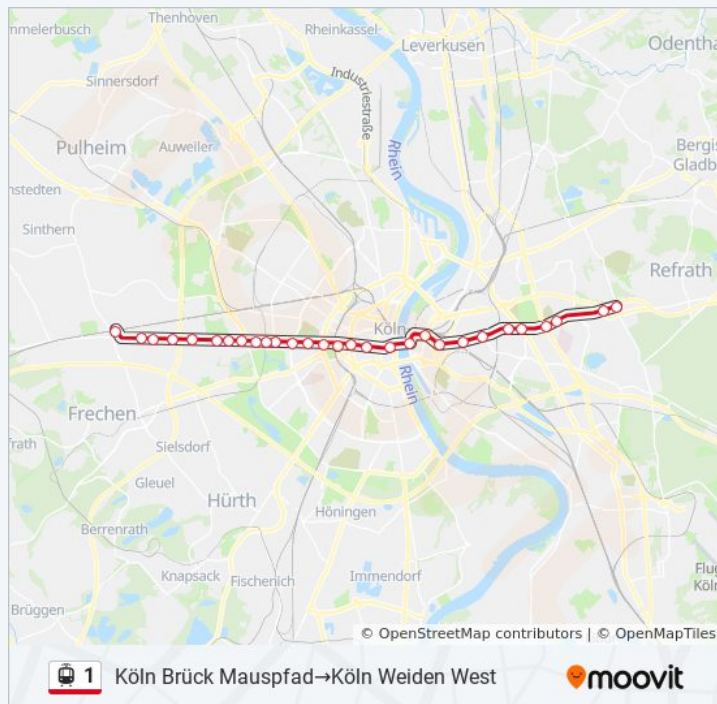 Thenhoven
Rheinkassel
Leverkusen
Odentha
mmelerbusch
Sinnersdorf
Industriestraße
Pulheim
Auweiler
Rhein
Bergis
Gladb
nstedten
Sinthern
Refrath
Köln
Frechen
Rhein
frath
Sielsdorf
Gleuel
Hürth
Höningen
Berrenrath
Knapsack
Fischenich
Immendorf
Flug
Köl
Brüggen
© OpenStreetMap contributors | © OpenMapTiles
1 Köln Brück Mauspfad→Köln Weiden West
moovit